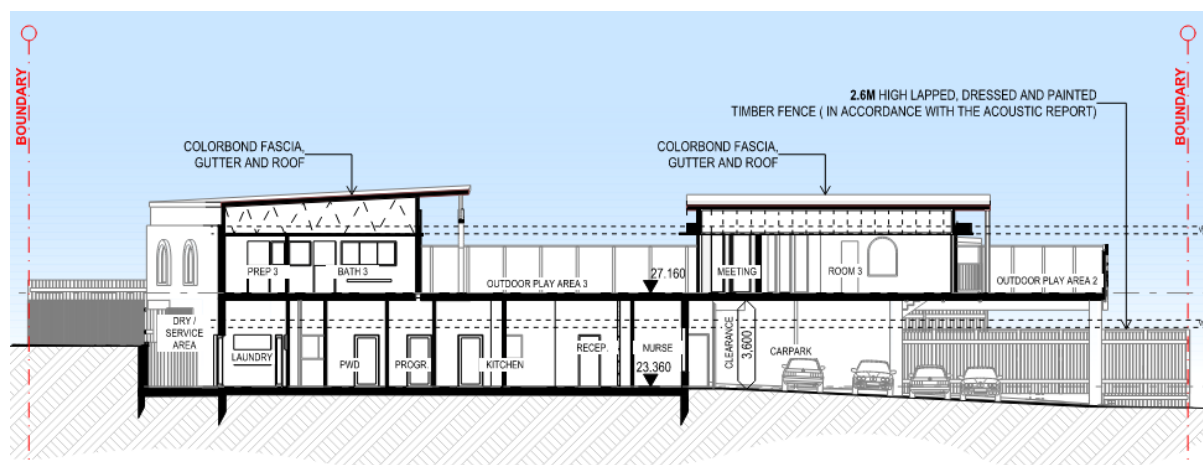 BOUNDARY
BOUNDARY
2.6M HIGH LAPPED, DRESSED AND PAINTED
TIMBER FENCE ( IN ACCORDANCE WITH THE ACOUSTIC REPORT)
COLORBOND FASCIA,
GUTTER AND ROOF
COLORBOND FASCIA,
GUTTER AND ROOF
PREP 3
BATH 3
OUTDOOR PLAY AREA 3
27.160
MEETING
ROOM 3
OUTDOOR PLAY AREA 2
DRY /
SERVICE
AREA
LAUNDRY
PWD
PROGR.
KITCHEN
RECEP.
NURSE
23.360
CLEARANCE
3,600
CARPARK